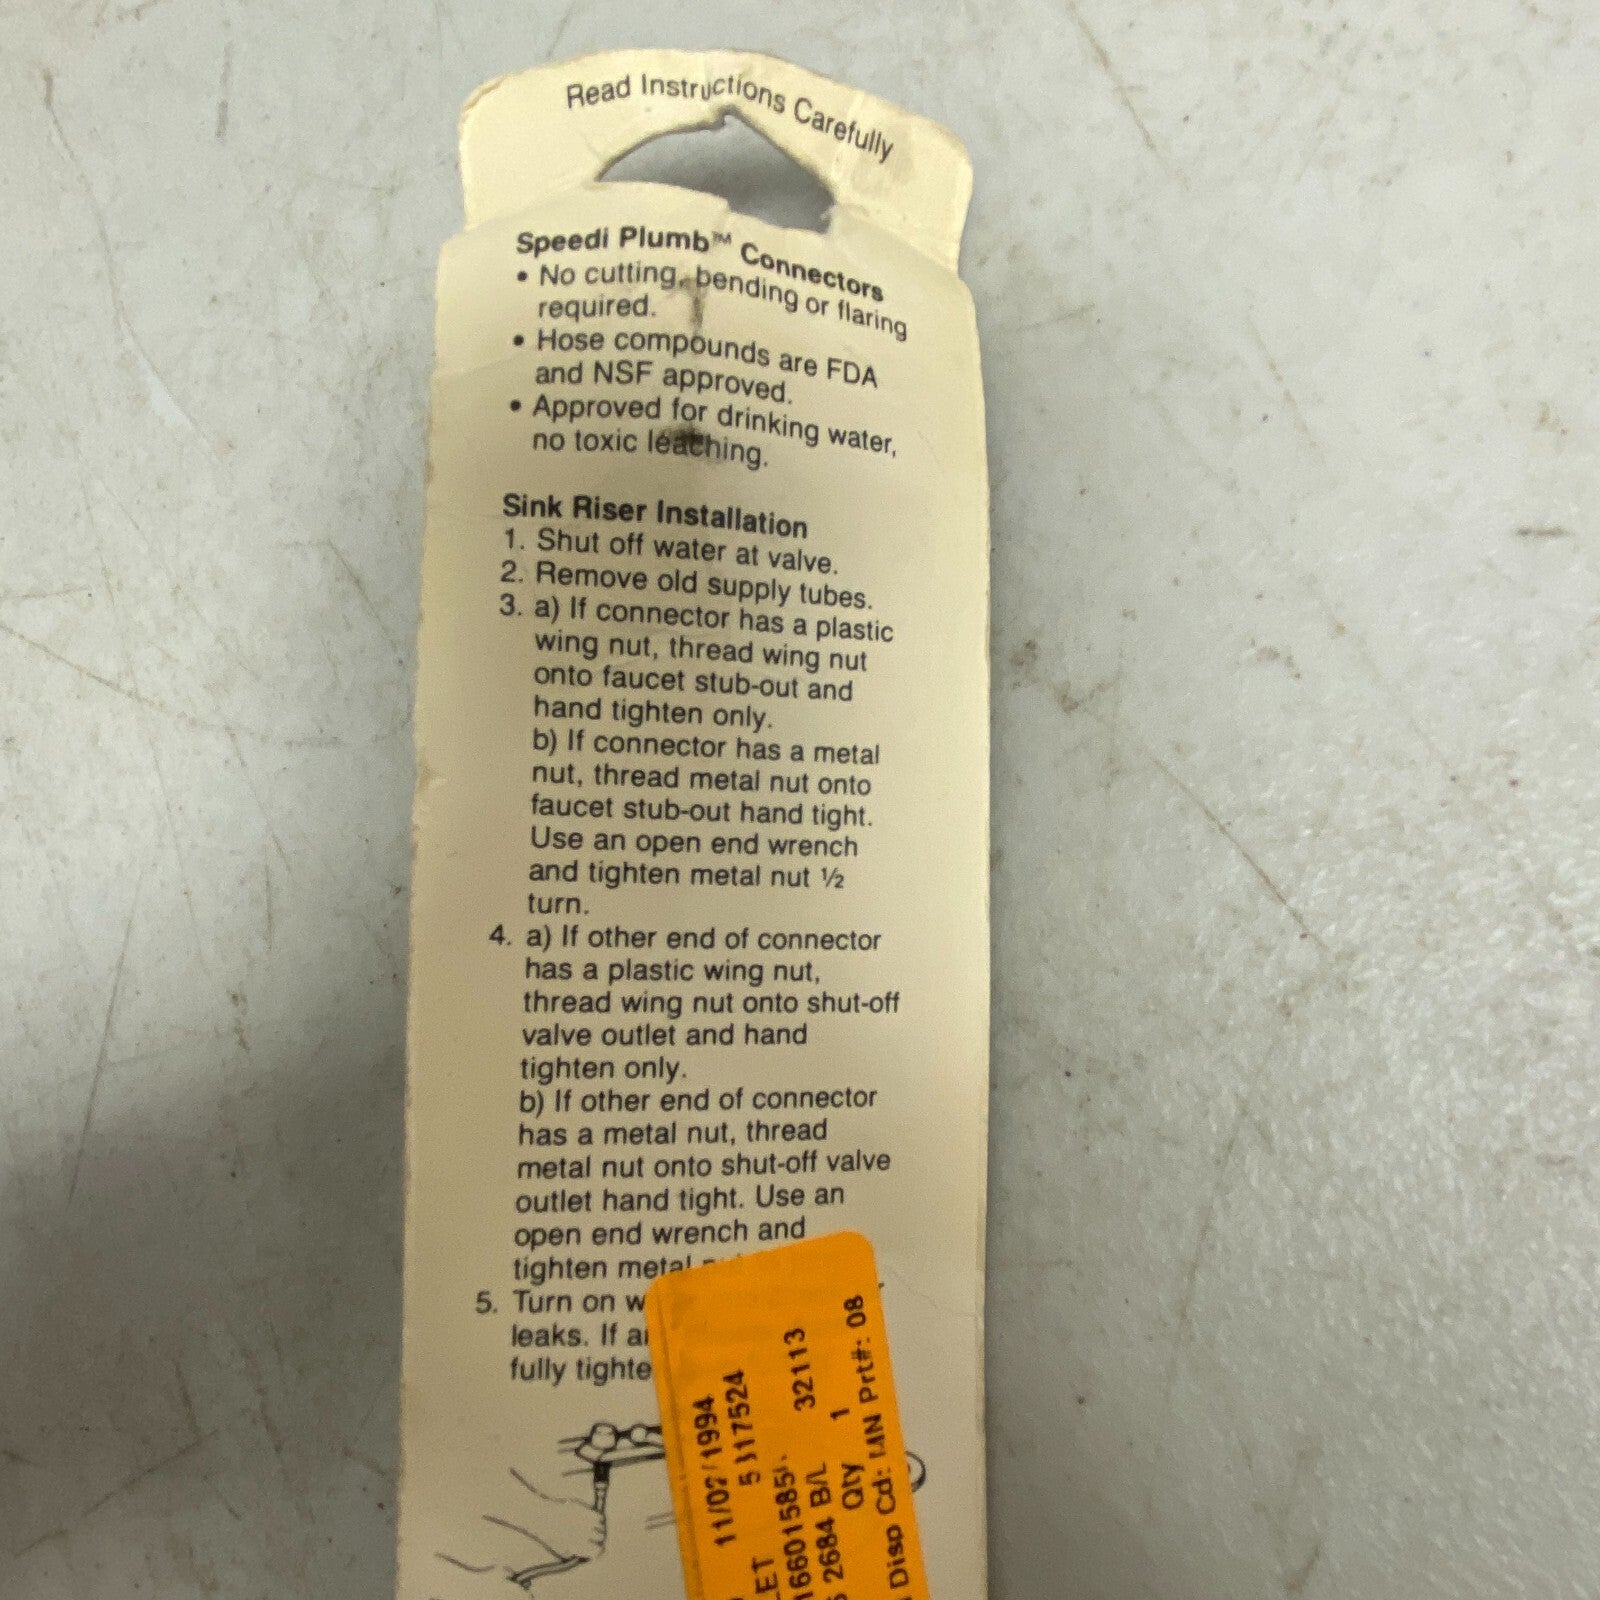 Read Instructions Carefully
Speedi Plumb™ Connectors
• No cutting, bending or flaring
required.
• Hose compounds are FDA
and NSF approved.
• Approved for drinking water,
no toxic leaching.
Sink Riser Installation
1. Shut off water at valve.
2. Remove old supply tubes.
3. a) If connector has a plastic
wing nut, thread wing nut
onto faucet stub-out and
hand tighten only.
b) If connector has a metal
nut, thread metal nut onto
faucet stub-out hand tight.
Use an open end wrench
and tighten metal nut ½
turn.
4. a) If other end of connector
has a plastic wing nut,
thread wing nut onto shut-off
valve outlet and hand
tighten only.
b) If other end of connector
has a metal nut, thread
metal nut onto shut-off valve
outlet hand tight. Use an
open end wrench and
tighten metal
5. Turn on
leaks. If
fully
32113
2684 B/L
Qty 1
Disp Cd: MN Prt#: 08